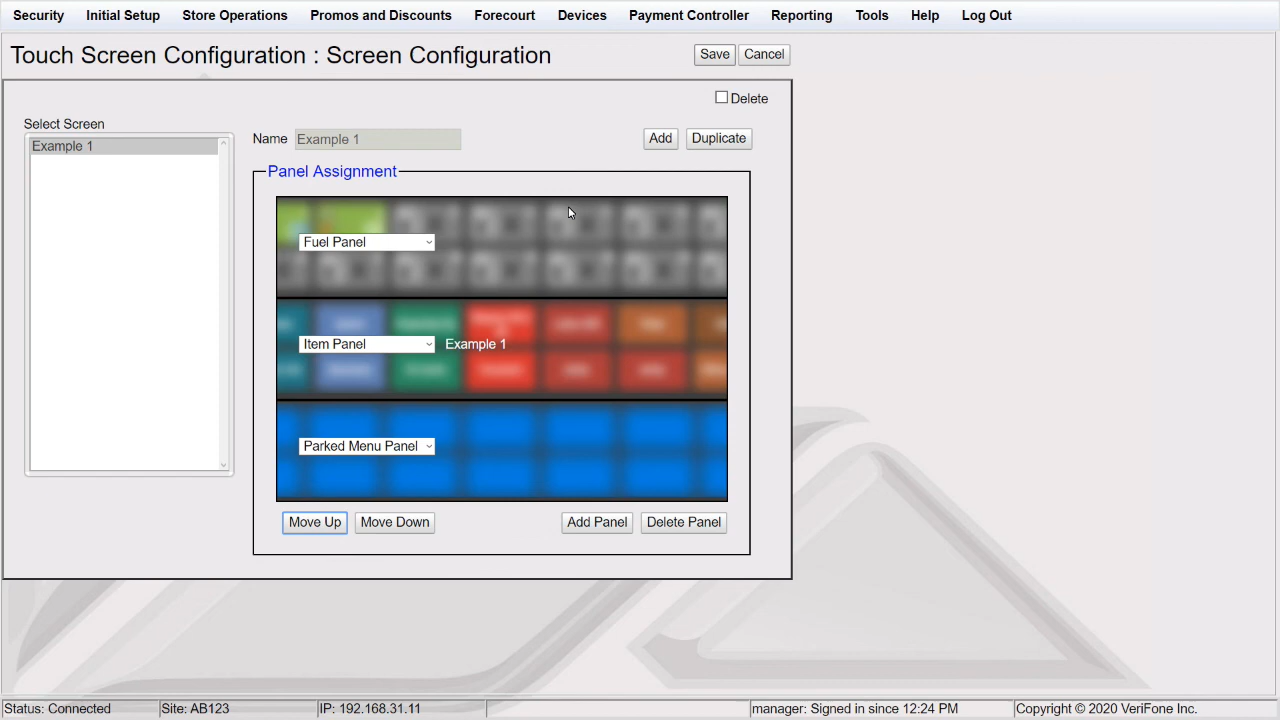 Security Initial Setup Store Operations Promos and Discounts Forecourt Devices Payment Controller Reporting Tools Help Log Out
Touch Screen Configuration : Screen Configuration Save Cancel
Delete
Select Screen
Example 1
Name Example 1 Add Duplicate
Panel Assignment
Fuel Panel
Item Panel Example 1
Parked Menu Panel
Move Up Move Down Add Panel Delete Panel
Status: Connected Site: AB123 IP: 192.168.31.11 manager: Signed in since 12:24 PM Copyright © 2020 VeriFone Inc.